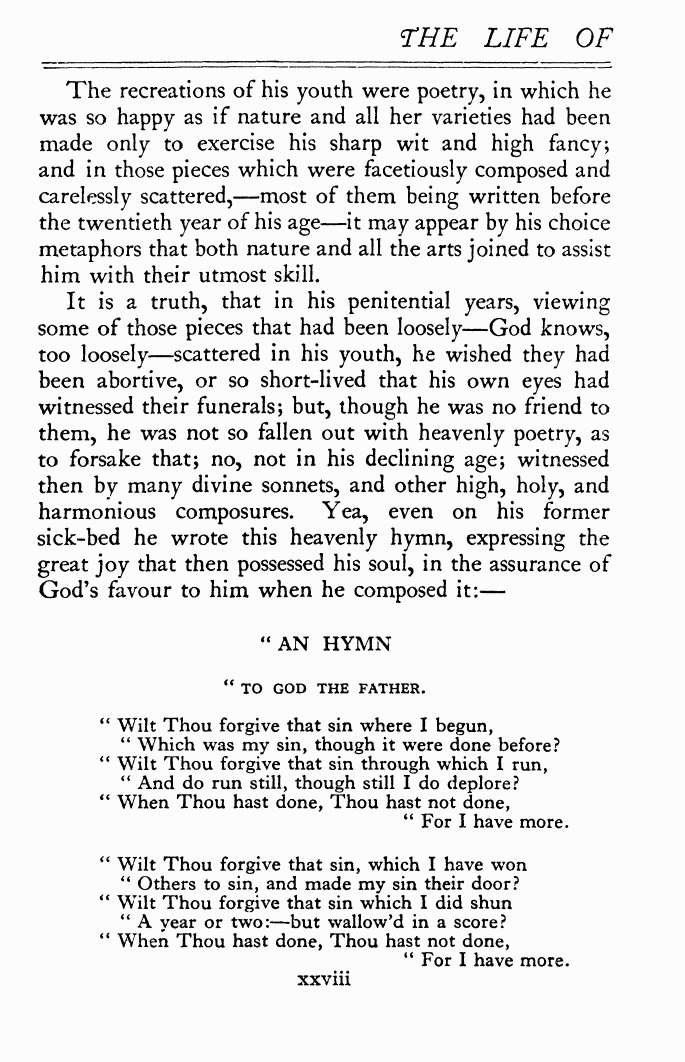 THE LIFE OF
The recreations of his youth were poetry, in which he
was so happy as if nature and all her varieties had been
made only to exercise his sharp wit and high fancy;
and in those pieces which were facetiously composed and
carelessly scattered,—most of them being written before
the twentieth year of his age—it may appear by his choice
metaphors that both nature and all the arts joined to assist
him with their utmost skill.
It is a truth, that in his penitential years, viewing
some of those pieces that had been loosely—God knows,
too loosely—scattered in his youth, he wished they had
been abortive, or so short-lived that his own eyes had
witnessed their funerals; but, though he was no friend to
them, he was not so fallen out with heavenly poetry, as
to forsake that; no, not in his declining age; witnessed
then by many divine sonnets, and other high, holy, and
harmonious composures. Yea, even on his former
sick-bed he wrote this heavenly hymn, expressing the
great joy that then possessed his soul, in the assurance of
God's favour to him when he composed it:—
“ AN HYMN
“ TO GOD THE FATHER.
“ Wilt Thou forgive that sin where I begun,
“ Which was my sin, though it were done before?
“ Wilt Thou forgive that sin through which I run,
“ And do run still, though still I do deplore?
“ When Thou hast done, Thou hast not done,
“ For I have more.
“ Wilt Thou forgive that sin, which I have won
“ Others to sin, and made my sin their door?
“ Wilt Thou forgive that sin which I did shun
“ A year or two:—but wallow'd in a score?
“ When Thou hast done, Thou hast not done,
“ For I have more.
xxviii